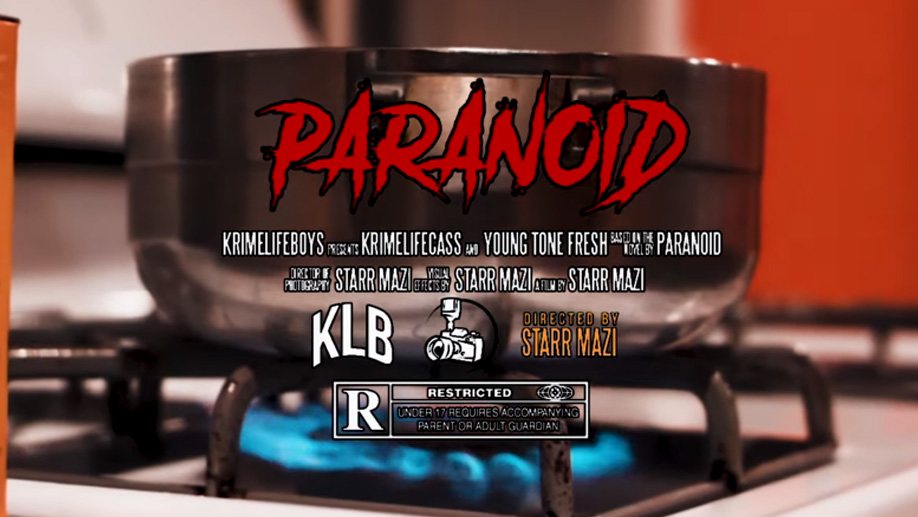 PARANOID
KRIMELIFEBOYS PRESENTS KRIMELIFECASS AND YOUNG TONE FRESH BASED ON THE NOVEL BY PARANOID
DIRECTOR OF PHOTOGRAPHY STARR MAZI VISUAL EFFECTS BY STARR MAZI A FILM BY STARR MAZI
KLB DIRECTED BY
STARR MAZI
R RESTRICTED
UNDER 17 REQUIRES ACCOMPANYING
PARENT OR ADULT GUARDIAN